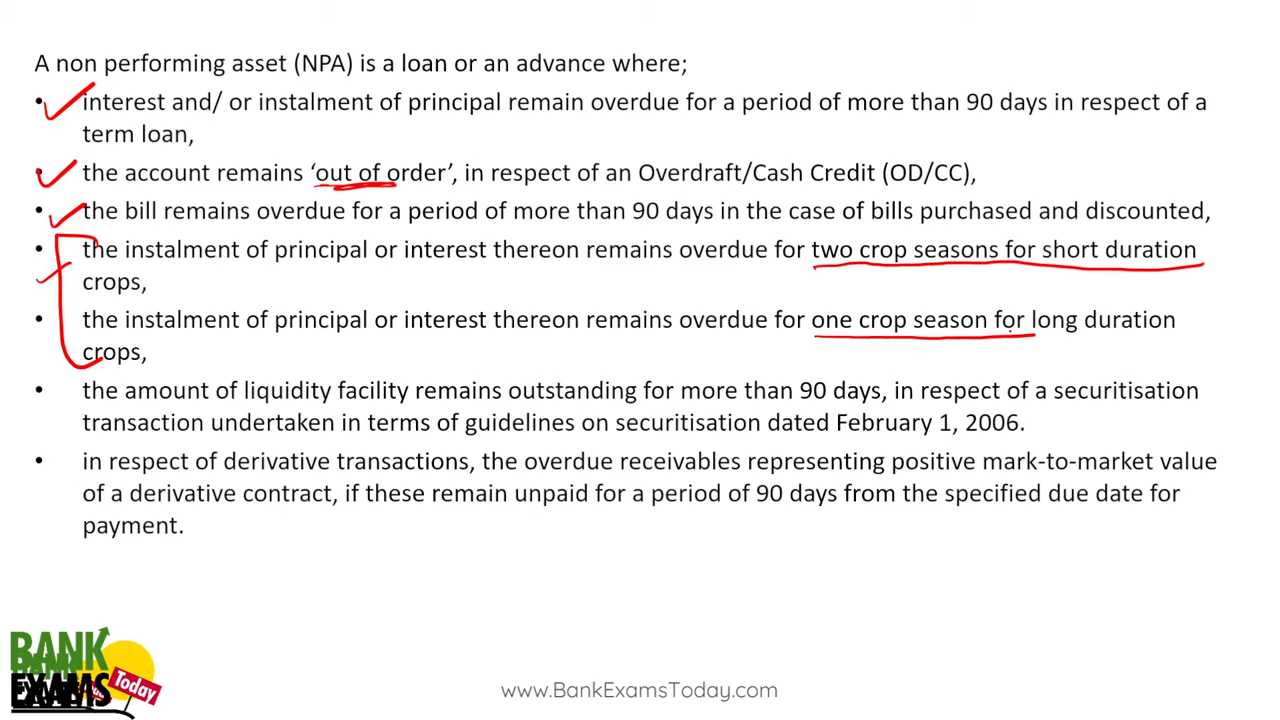 A non performing asset (NPA) is a loan or an advance where;
• interest and/ or instalment of principal remain overdue for a period of more than 90 days in respect of a
term loan,
• the account remains ‘out of order’, in respect of an Overdraft/Cash Credit (OD/CC),
• the bill remains overdue for a period of more than 90 days in the case of bills purchased and discounted,
• the instalment of principal or interest thereon remains overdue for two crop seasons for short duration
crops,
• the instalment of principal or interest thereon remains overdue for one crop season for long duration
crops,
• the amount of liquidity facility remains outstanding for more than 90 days, in respect of a securitisation
transaction undertaken in terms of guidelines on securitisation dated February 1, 2006.
• in respect of derivative transactions, the overdue receivables representing positive mark-to-market value
of a derivative contract, if these remain unpaid for a period of 90 days from the specified due date for
payment.
BANK
EXAMS
Today
www.BankExamsToday.com